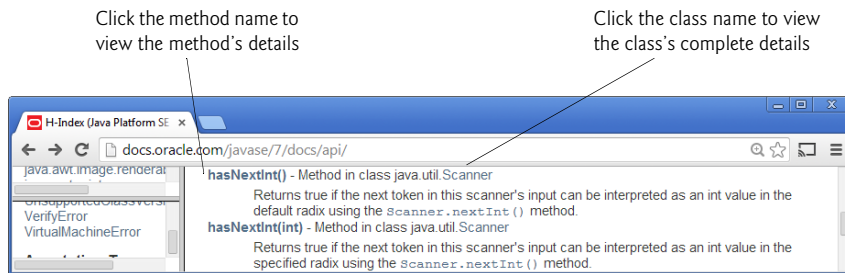 Click the method name to
view the method's details
Click the class name to view
the class's complete details
H-Index (Java Platform SE
docs.oracle.com/javase/7/docs/api/
hasNextInt() - Method in class java.util.Scanner
Returns true if the next token in this scanner's input can be interpreted as an int value in the
default radix using the Scanner.nextInt() method.
hasNextInt(int) - Method in class java.util.Scanner
Returns true if the next token in this scanner's input can be interpreted as an int value in the
specified radix using the Scanner.nextInt() method.
java.awt.image.renderal
UnsupportedClassVersi
VerifyError
VirtualMachineError